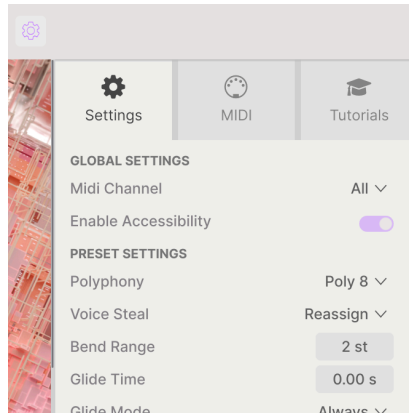 Settings
MIDI
Tutorials
GLOBAL SETTINGS
Midi Channel All
Enable Accessibility
PRESET SETTINGS
Polyphony Poly 8
Voice Steal Reassign
Bend Range 2 st
Glide Time 0.00 s
Glide Mode Always